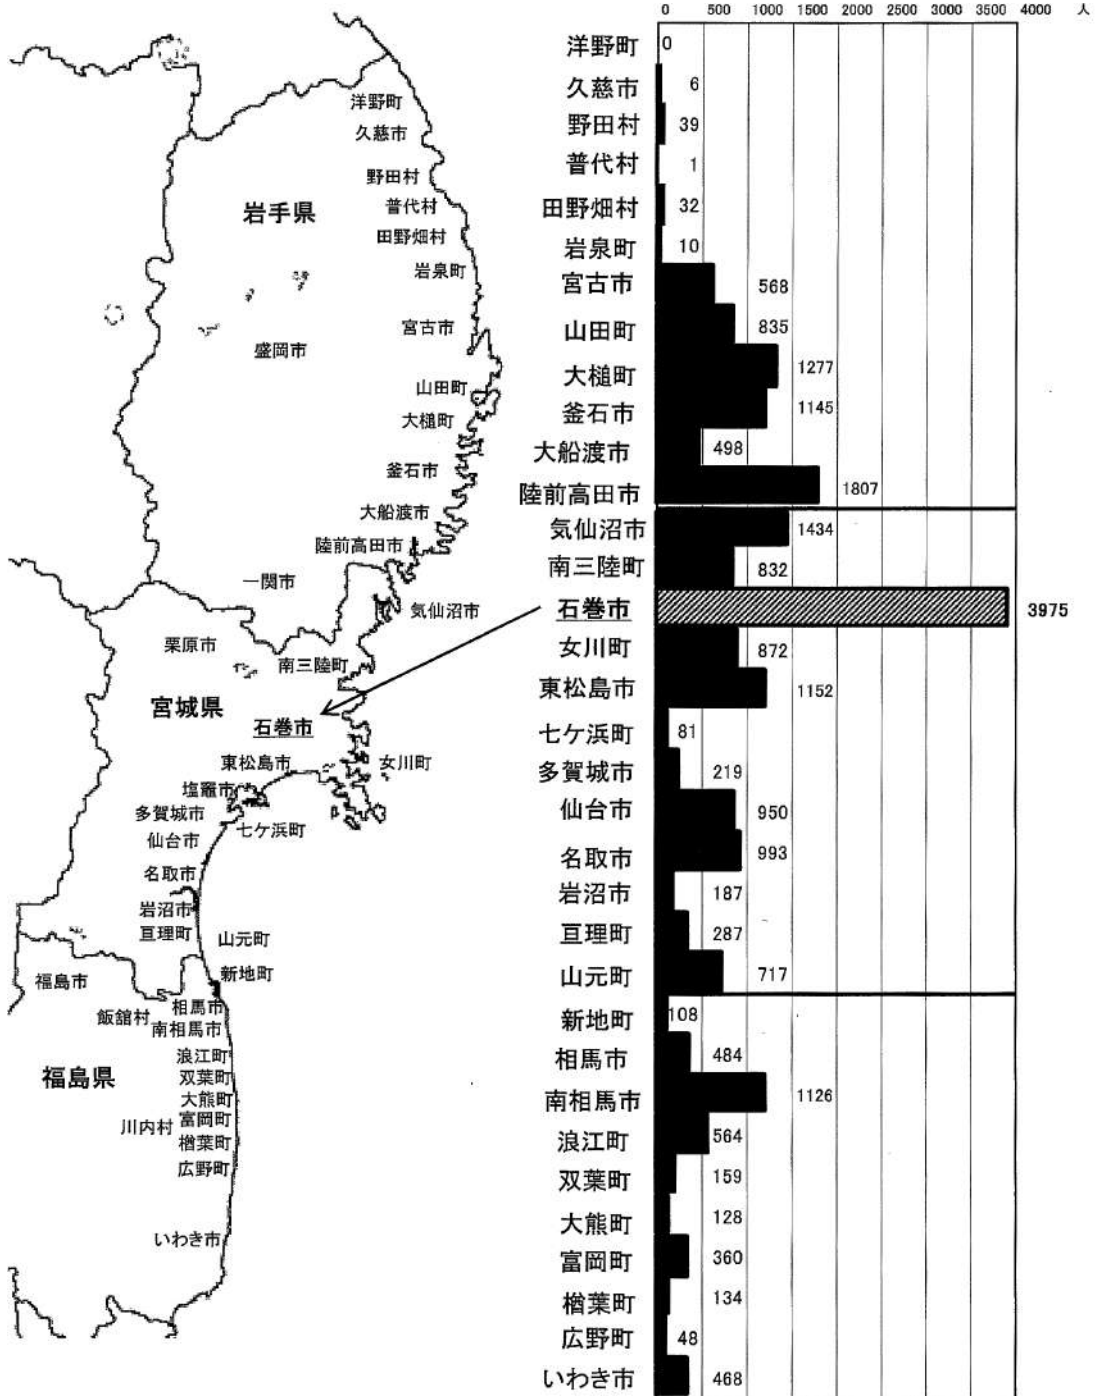 0 500 1000 1500 2000 3000 3500 4000 人
洋野町 0
久慈市 6
野田村 39
普代村 1
田野畑村 32
岩泉町 10
宮古市 568
山田町 835
大槌町 1277
釜石市 1145
大船渡市 498
陸前高田市 1807
気仙沼市 1434
南三陸町 832
石巻市 3975
女川町 872
東松島市 1152
七ケ浜町 81
多賀城市 219
仙台市 950
名取市 993
岩沼市 187
亘理町 287
山元町 717
新地町 108
相馬市 484
南相馬市 1126
浪江町 564
双葉町 159
大熊町 128
富岡町 360
楢葉町 134
広野町 48
いわき市 468
洋野町
久慈市
野田村
岩手県
普代村
田野畑村
岩泉町
宮古市
盛岡市
山田町
大槌町
釜石市
大船渡市
陸前高田市
一関市
気仙沼市
栗原市
南三陸町
宮城県
石巻市
東松島市
女川町
塩竈市
多賀城市
七ケ浜町
仙台市
名取市
岩沼市
亘理町
山元町
新地町
福島市
相馬市
飯舘村
南相馬市
浪江町
福島県
双葉町
大熊町
富岡町
川内村
楢葉町
広野町
いわき市